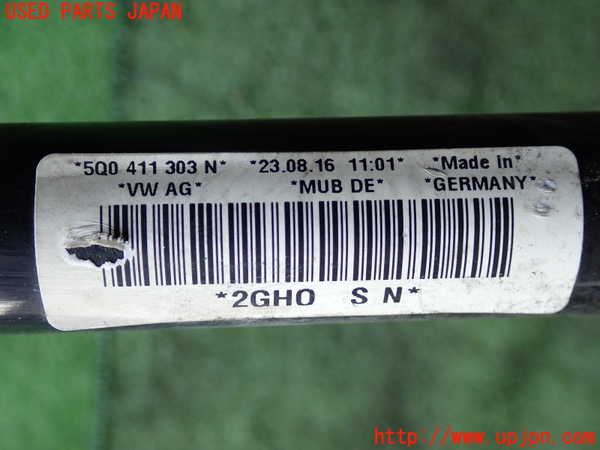 USED PARTS JAPAN
*5Q0 411 303 N* *23.08.16 11:01* *Made in*
*VW AG* *MUB DE* *GERMANY*
*2GH0 S N*
http://www.upjpn.com/